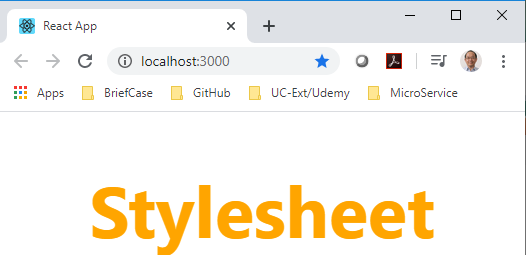 React App
localhost:3000
Apps BriefCase GitHub UC-Ext/Udemy MicroService
Stylesheet